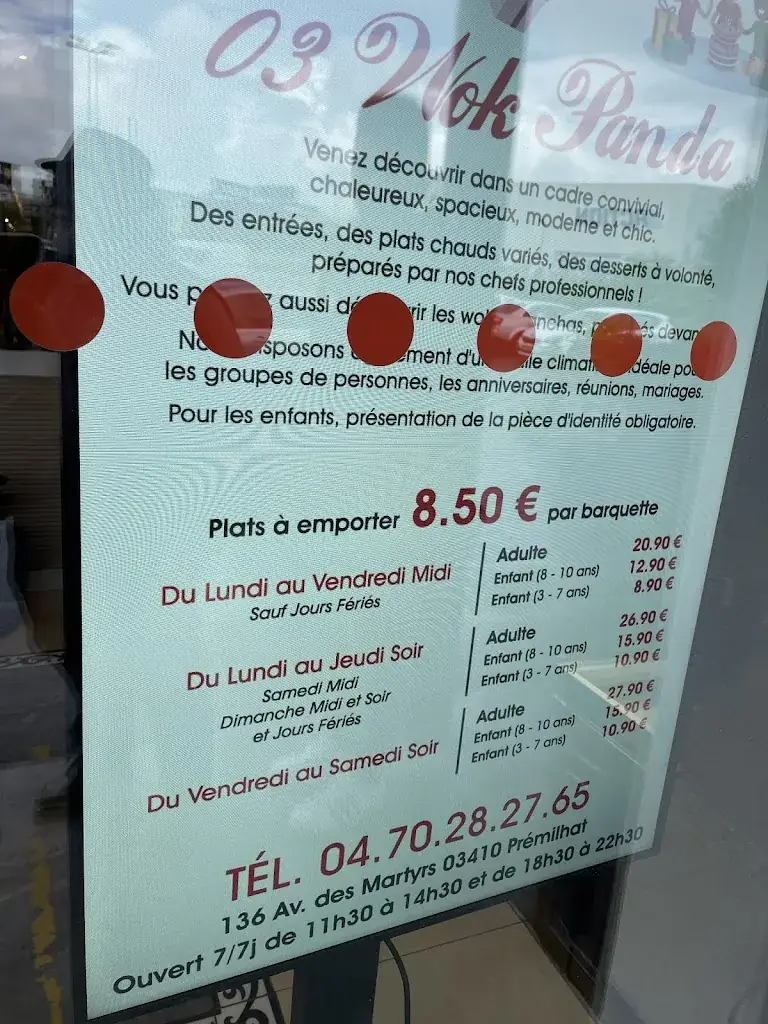 03 Wok Panda
Venez découvrir dans un cadre convivial,
chaleureux, spacieux, moderne et chic.
Des entrées, des plats chauds variés, des desserts à volonté,
préparés par nos chefs professionnels !
Vous aussi les
les groupes de personnes, les anniversaires, réunions, mariages.
Pour les enfants, présentation de la pièce d'identité obligatoire.
Plats à emporter 8.50 € par barquette
Du Lundi au Vendredi Midi
Sauf Jours Fériés
Adulte 20.90 €
Enfant (8 - 10 ans) 12.90 €
Enfant (3 - 7 ans) 8.90 €
Du Lundi au Jeudi Soir
Samedi Midi
Dimanche Midi et Soir
et Jours Fériés
Adulte 26.90 €
Enfant (8 - 10 ans) 15.90 €
Enfant (3 - 7 ans) 10.90 €
Du Vendredi au Samedi Soir
Adulte 27.90 €
Enfant (8 - 10 ans) 15.90 €
Enfant (3 - 7 ans) 10.90 €
TÉL. 04.70.28.27.65
136 Av. des Martyrs 03410 Prémilhat
Ouvert 7/7j de 11h30 à 14h30 et de 18h30 à 22h30